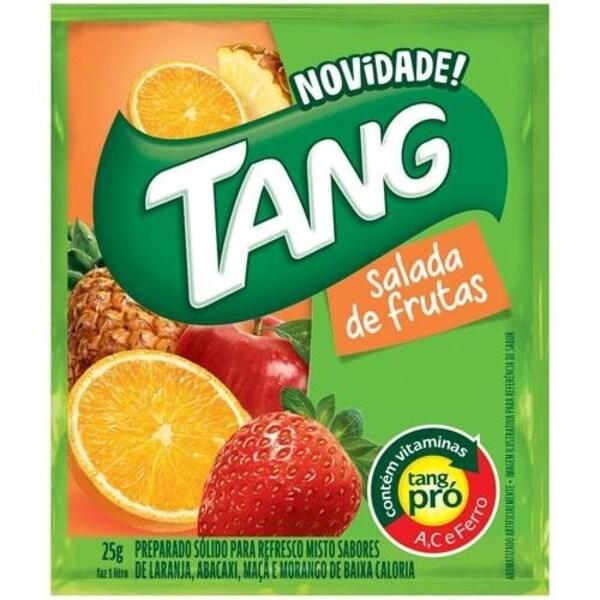 NOVIDADE!
TANG
salada
de frutas
contém vitaminas
tang
pró
A,C e Ferro
25g
faz 1 litro
PREPARADO SÓLIDO PARA REFRESCO MISTO SABORES
DE LARANJA, ABACAXI, MAÇÃ E MORANGO DE BAIXA CALORIA
AROMATIZADO ARTIFICIALMENTE • IMAGEM ILUSTRATIVA PARA REFERÊNCIA DE SABOR